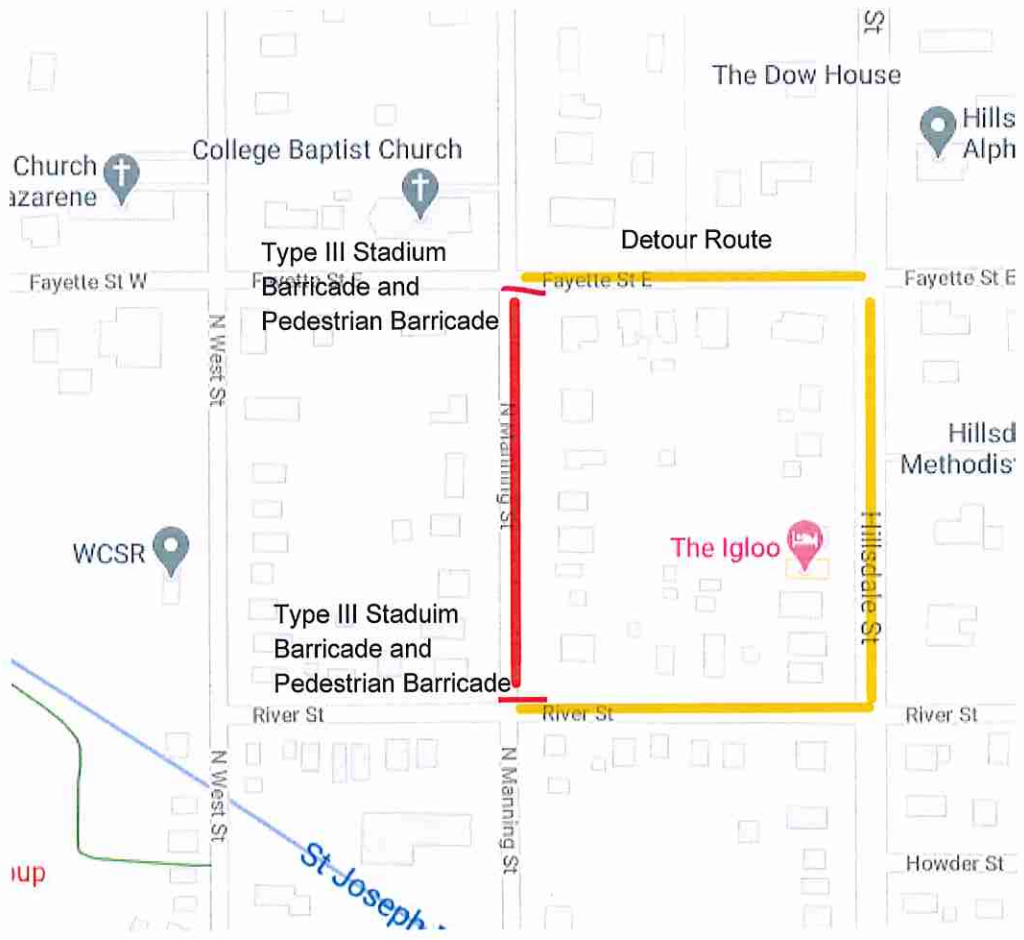 St
The Dow House
Hills
Alph
College Baptist Church
Church
azarene
Detour Route
Type III Stadium
Barricade and
Pedestrian Barricade
Fayette St W
Fayette St E
Fayette St E
Fayette St E
N West St
N Manning St
Hillsd
Methodis
WCSR
The Igloo
Hillsdale St
Type III Staduim
Barricade and
Pedestrian Barricade
River St
River St
River St
N West St
N Manning St
St Joseph
Howder St
oup